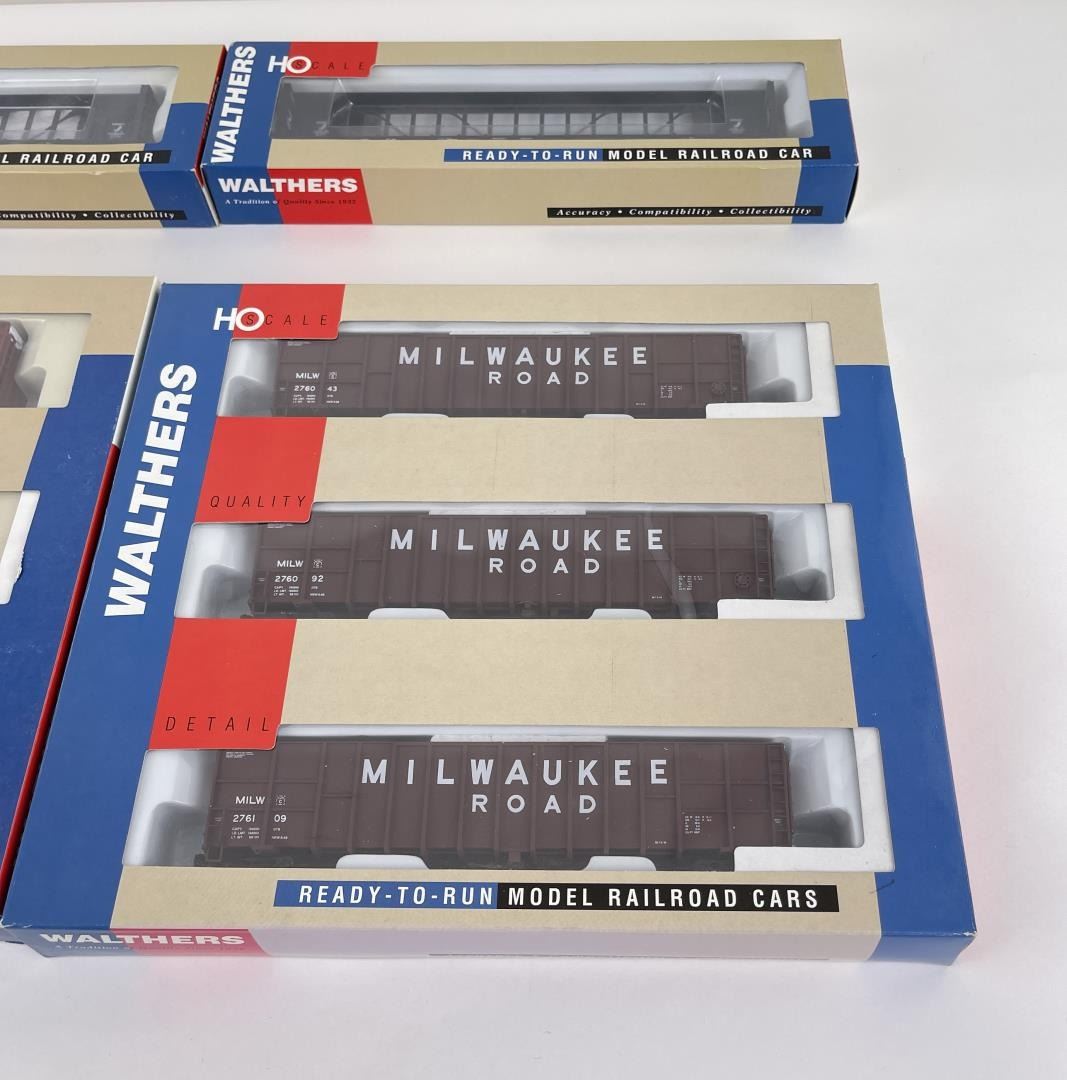 L RAILROAD CAR
ompatibility • Collectibility
WALTHERS
HO SCALE
READY-TO-RUN MODEL RAILROAD CAR
WALTHERS
A Tradition o Quality Since 1932
Accuracy • Compatibility • Collectibility
HO SCALE
WALTHERS
MILWAUKEE
ROAD
MILW
2760 43
QUALITY
MILWAUKEE
ROAD
MILW
2760 92
DETAIL
MILWAUKEE
ROAD
MILW
2761 09
READY-TO-RUN MODEL RAILROAD CARS
WALTHERS
A Tradition o